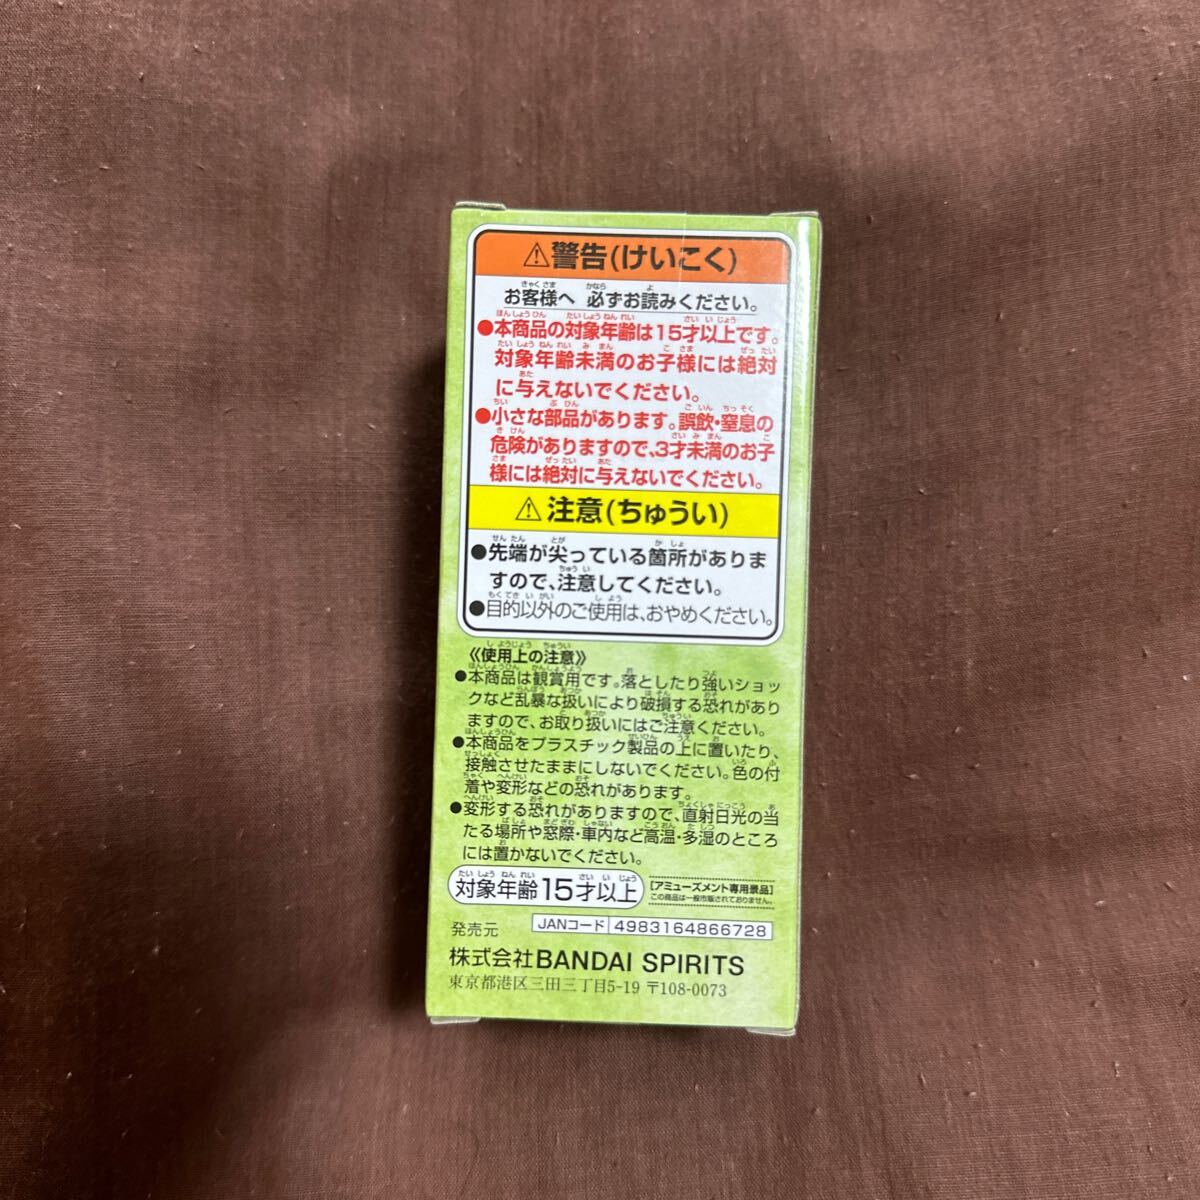 ⚠警告(けいこく)
お客様へ 必ずお読みください。
●本商品の対象年齢は15才以上です。
対象年齢未満のお子様には絶対
に与えないでください。
●小さな部品があります。誤飲・窒息の
危険がありますので、3才未満のお子
様には絶対に与えないでください。
⚠注意(ちゅうい)
●先端が尖っている箇所がありま
すので、注意してください。
●目的以外のご使用は、おやめください。
《使用上の注意》
●本商品は観賞用です。落としたり強いショッ
クなど乱暴な扱いにより破損する恐れがあり
ますので、お取り扱いにはご注意ください。
●本商品をプラスチック製品の上に置いたり、
接触させたままにしないでください。色の付
着や変形などの恐れがあります。
●変形する恐れがありますので、直射日光の当
たる場所や窓際・車内など高温・多湿のところ
には置かないでください。
対象年齢15才以上
[アミューズメント専用景品]
この商品は一般市販されておりません。
発売元
JANコード 4983164866728
株式会社BANDAI SPIRITS
東京都港区三田三丁目5-19 〒108-0073